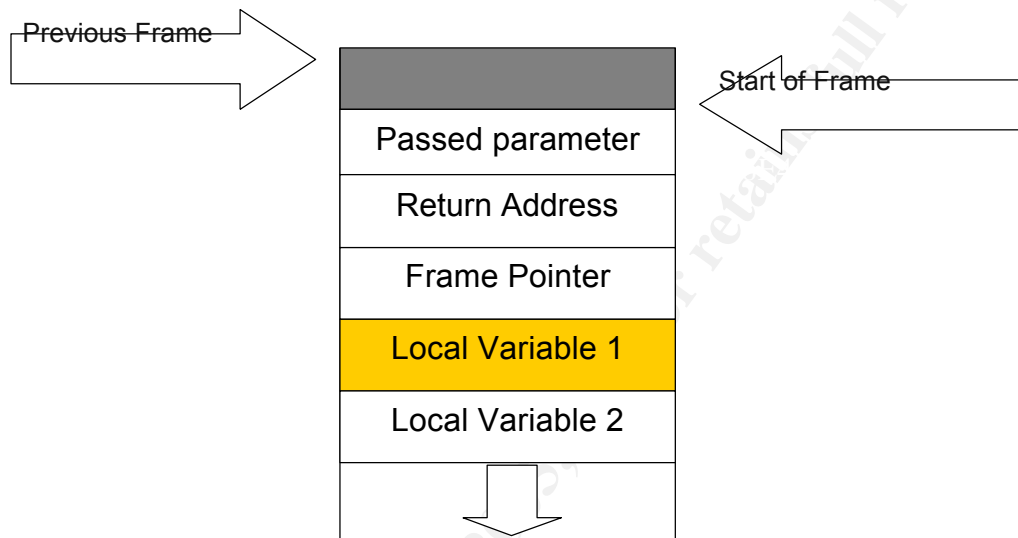 Previous Frame
Start of Frame
Passed parameter
Return Address
Frame Pointer
Local Variable 1
Local Variable 2